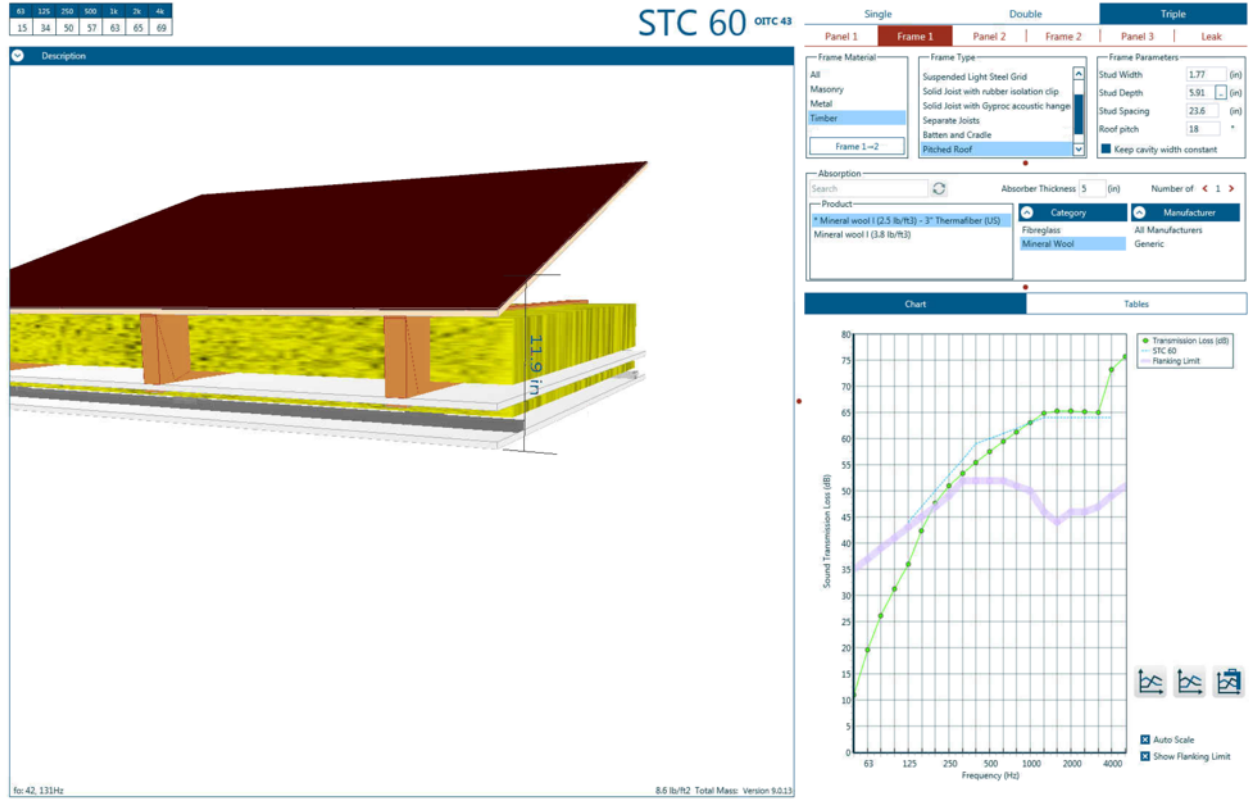 63 125 250 500 1k 2k 4k
15 34 50 57 63 65 69
STC 60 OITC 43
Description
11.9 in
fo: 42, 131Hz
8.6 lb/ft2 Total Mass: Version 9.0.13
Single Double Triple
Panel 1 Frame 1 Panel 2 Frame 2 Panel 3 Leak
Frame Material
All
Masonry
Metal
Timber
Frame 1→2
Frame Type
Suspended Light Steel Grid
Solid Joist with rubber isolation clip
Solid Joist with Gyproc acoustic hange
Separate Joists
Batten and Cradle
Pitched Roof
Frame Parameters
Stud Width 1.77 (in)
Stud Depth 5.91 .. (in)
Stud Spacing 23.6 (in)
Roof pitch 18 °
Keep cavity width constant
Absorption
Search
Absorber Thickness 5 (in)
Number of < 1 >
Product
* Mineral wool l (2.5 lb/ft3) - 3" Thermafiber (US)
Mineral wool l (3.8 lb/ft3)
Category
Fibreglass
Mineral Wool
Manufacturer
All Manufacturers
Generic
Chart Tables
Sound Transmission Loss (dB)
80
75
70
65
60
55
50
45
40
35
30
25
20
15
10
5
0
63 125 250 500 1000 2000 4000
Frequency (Hz)
Transmission Loss (dB)
STC 60
Flanking Limit
Auto Scale
Show Flanking Limit